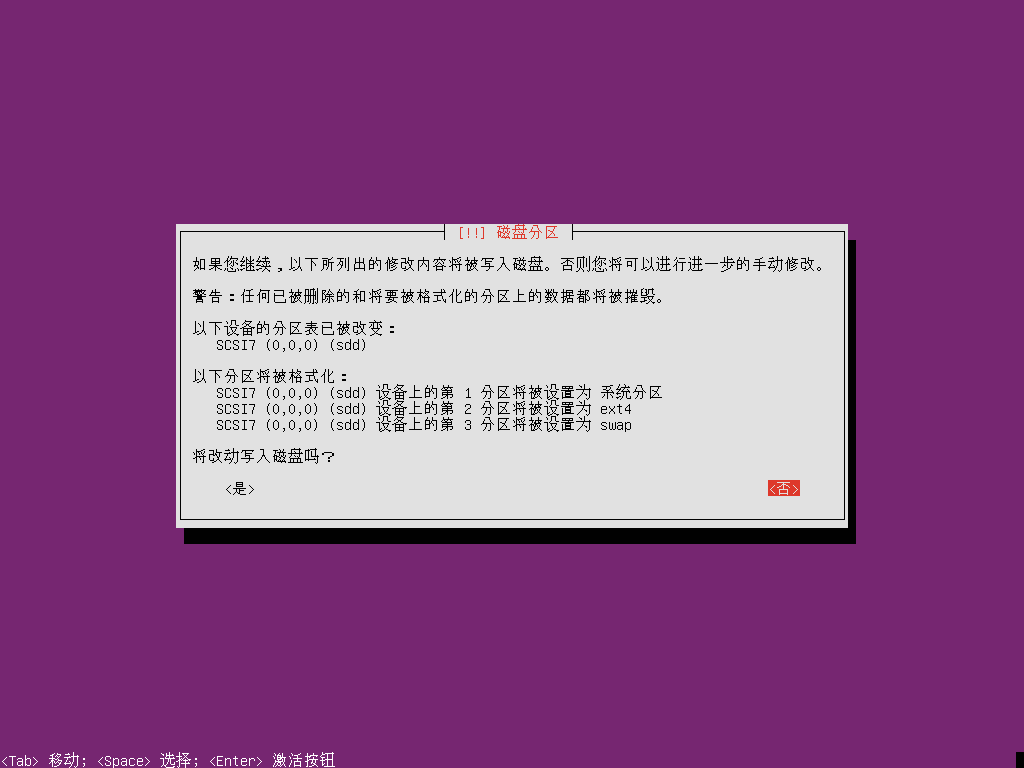 [!!] 磁盘分区
如果您继续，以下所列出的修改内容将被写入磁盘。否则您将可以进行进一步的手动修改。
警告：任何已被删除的和将要被格式化的分区上的数据都将被摧毁。
以下设备的分区表已被改变：
SCSI7 (0,0,0) (sdd)
以下分区将被格式化：
SCSI7 (0,0,0) (sdd) 设备上的第 1 分区将被设置为 系统分区
SCSI7 (0,0,0) (sdd) 设备上的第 2 分区将被设置为 ext4
SCSI7 (0,0,0) (sdd) 设备上的第 3 分区将被设置为 swap
将改动写入磁盘吗？
<是> <否>
<Tab> 移动; <Space> 选择; <Enter> 激活按钮